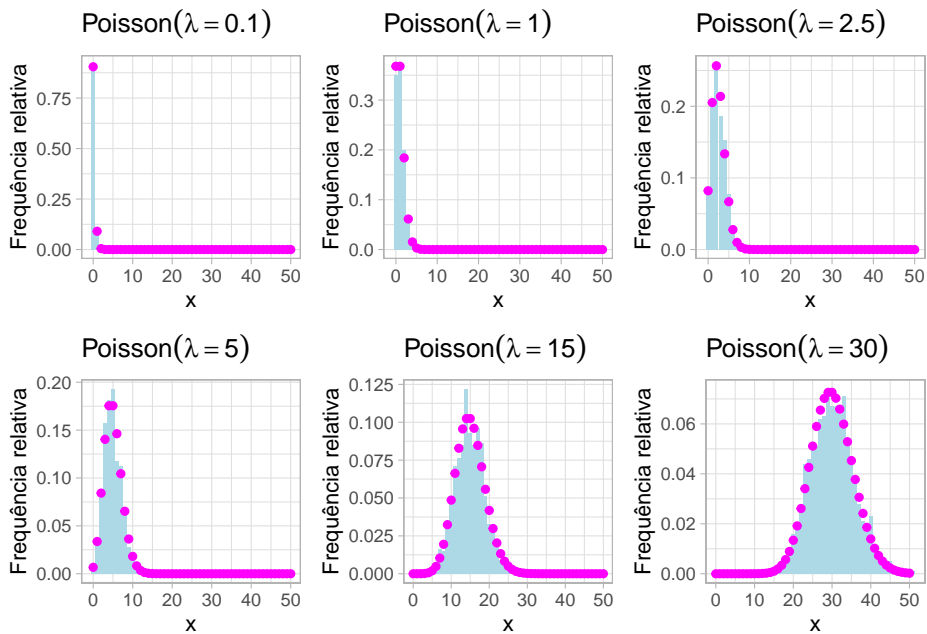 Poisson(λ = 0.1)
Frequência relativa
0.75
0.50
0.25
0.00
0 10 20 30 40 50
x
Poisson(λ = 1)
Frequência relativa
0.3
0.2
0.1
0.0
0 10 20 30 40 50
x
Poisson(λ = 2.5)
Frequência relativa
0.2
0.1
0.0
0 10 20 30 40 50
x
Poisson(λ = 5)
Frequência relativa
0.20
0.15
0.10
0.05
0.00
0 10 20 30 40 50
x
Poisson(λ = 15)
Frequência relativa
0.125
0.100
0.075
0.050
0.025
0.000
0 10 20 30 40 50
x
Poisson(λ = 30)
Frequência relativa
0.06
0.04
0.02
0.00
0 10 20 30 40 50
x